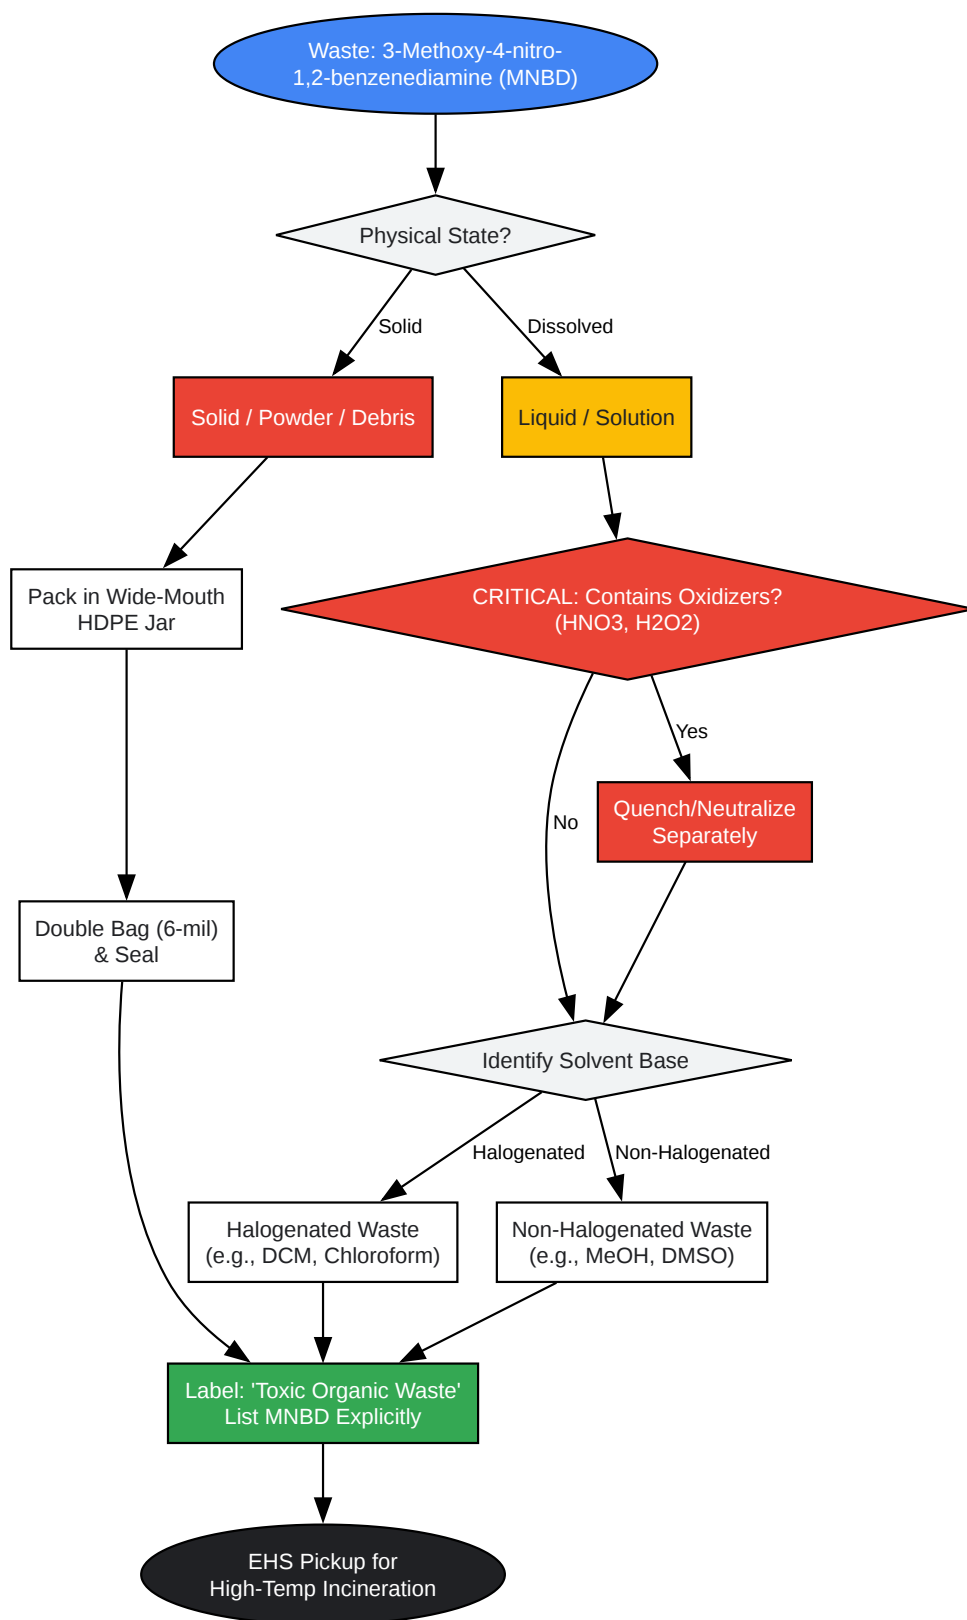 Waste: 3-Methoxy-4-nitro-
1,2-benzenediamine (MNBD)
Physical State?
Solid
Dissolved
Solid / Powder / Debris
Liquid / Solution
Pack in Wide-Mouth
HDPE Jar
CRITICAL: Contains Oxidizers?
(HNO3, H2O2)
Yes
No
Quench/Neutralize
Separately
Double Bag (6-mil)
& Seal
Identify Solvent Base
Halogenated
Non-Halogenated
Halogenated Waste
(e.g., DCM, Chloroform)
Non-Halogenated Waste
(e.g., MeOH, DMSO)
Label: 'Toxic Organic Waste'
List MNBD Explicitly
EHS Pickup for
High-Temp Incineration